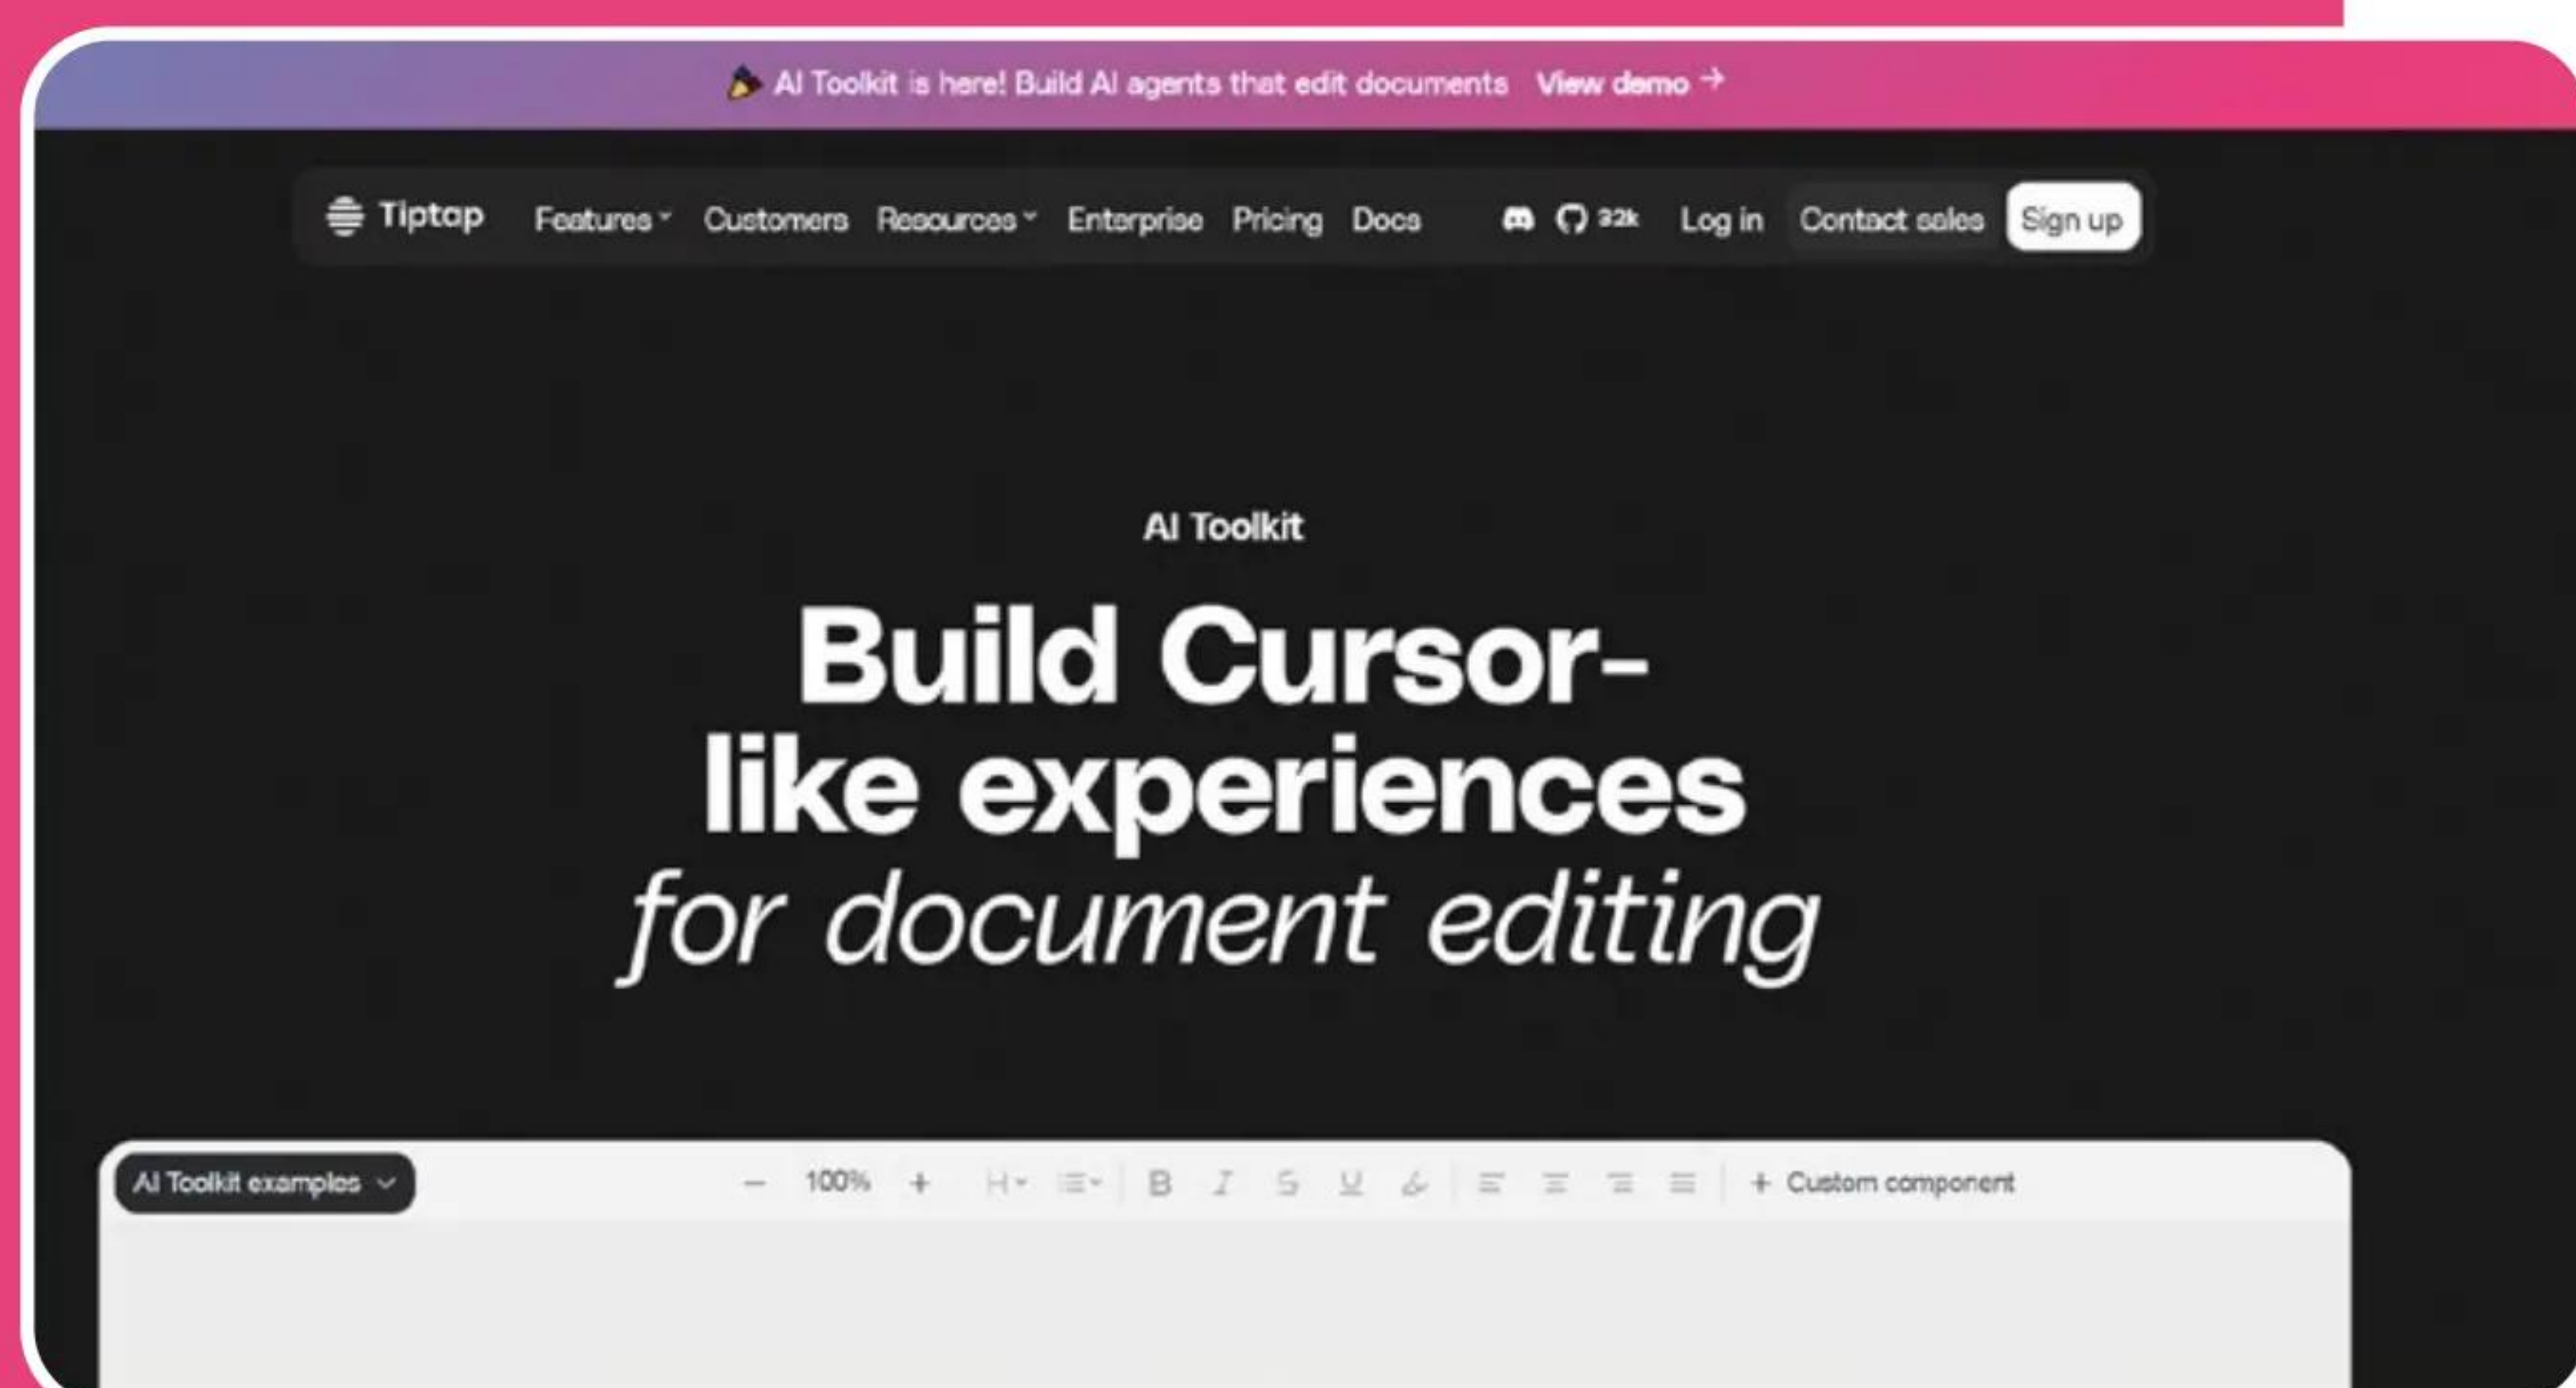 AI Toolkit is here! Build AI agents that edit documents View demo →
Tiptap Features Customers Resources Enterprise Pricing Docs 32k Log in Contact sales Sign up
AI Toolkit
Build Cursor-
like experiences
for document editing
AI Toolkit examples − 100% + H B I S U + Custom component